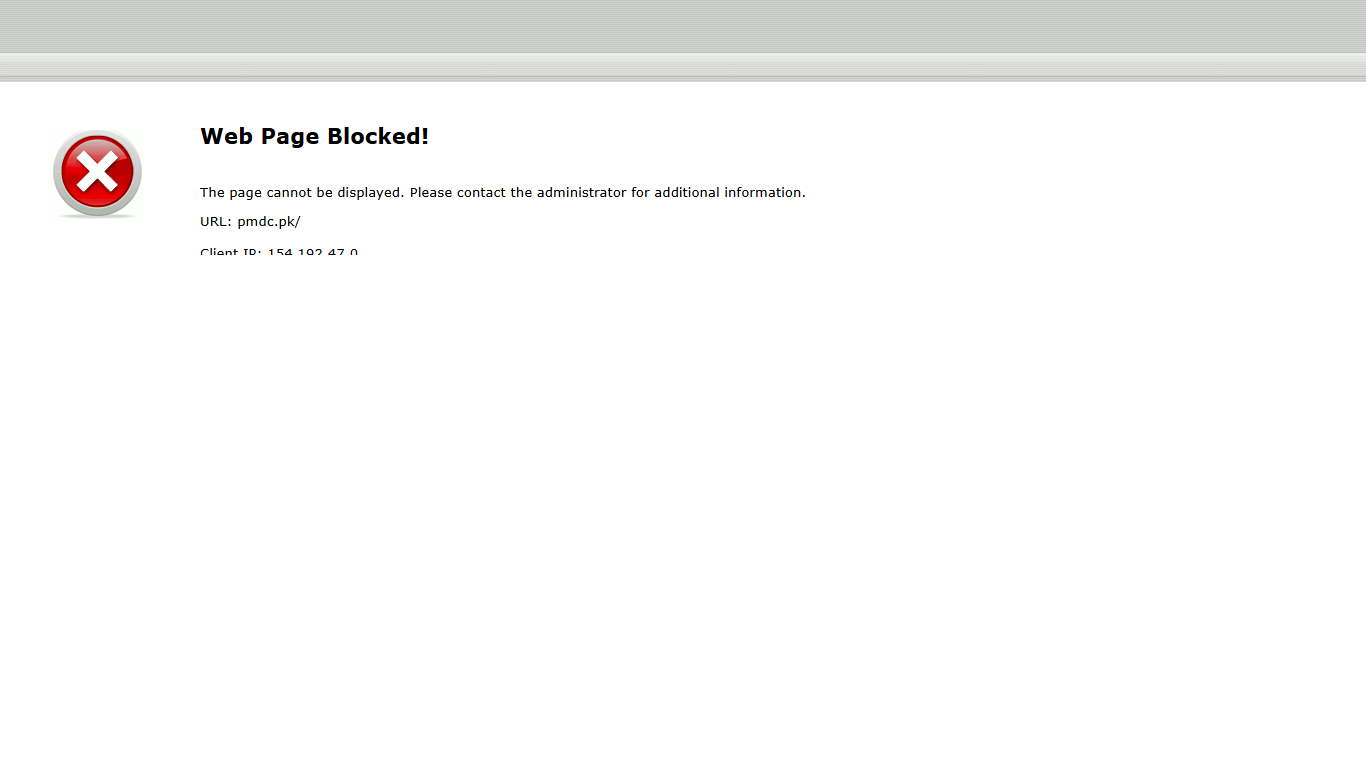 Web Page Blocked!
The page cannot be displayed. Please contact the administrator for additional information.
URL: pmdc.pk/
Client IP: 154.192.47.0